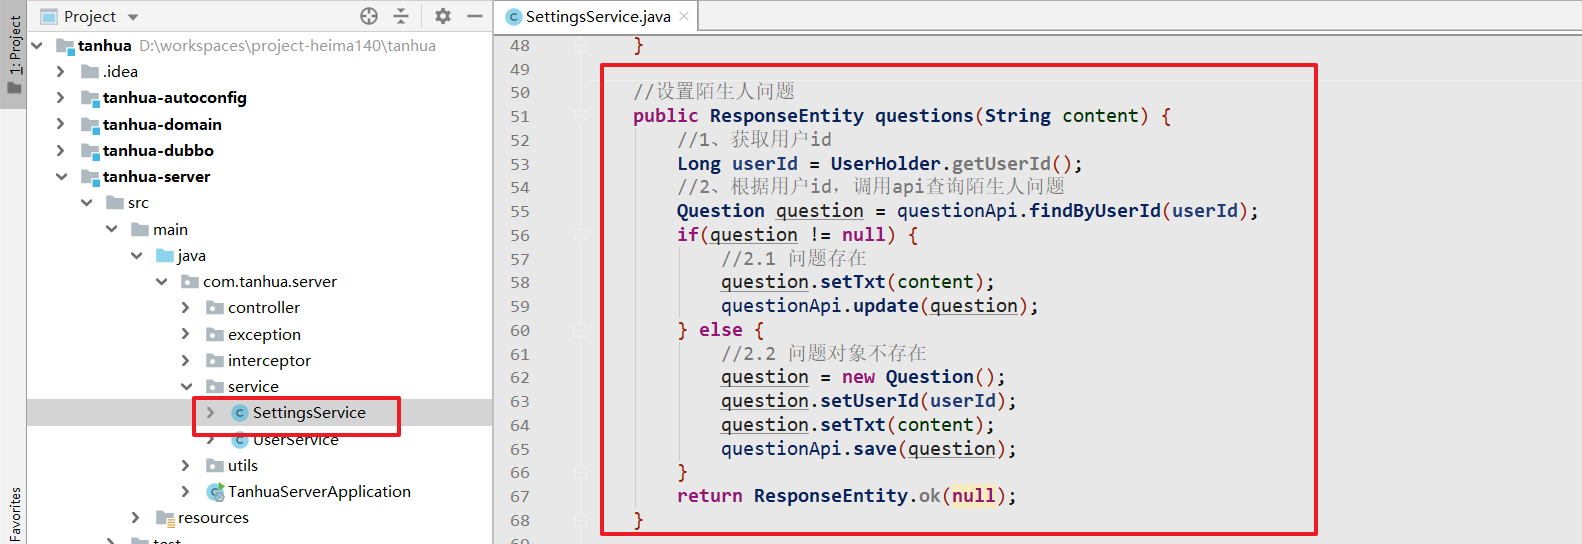 1: Project
Favorites
Project
tanhua D:\workspaces\project-heima140\tanhua
.idea
tanhua-autoconfig
tanhua-domain
tanhua-dubbo
tanhua-server
src
main
java
com.tanhua.server
controller
exception
interceptor
service
SettingsService
UserService
utils
TanhuaServerApplication
resources
test
SettingsService.java
48 }
49
50 //设置陌生人问题
51 public ResponseEntity questions(String content) {
52 //1、获取用户id
53 Long userId = UserHolder.getUserId();
54 //2、根据用户id，调用api查询陌生人问题
55 Question question = questionApi.findByUserId(userId);
56 if(question != null) {
57 //2.1 问题存在
58 question.setTxt(content);
59 questionApi.update(question);
60 } else {
61 //2.2 问题对象不存在
62 question = new Question();
63 question.setUserId(userId);
64 question.setTxt(content);
65 questionApi.save(question);
66 }
67 return ResponseEntity.ok(null);
68 }
69